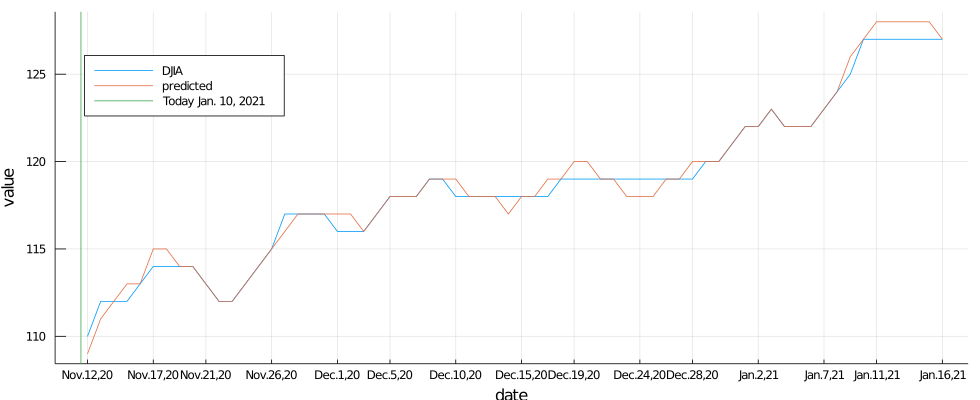 125
120
115
110
value
DJIA
predicted
Today Jan. 10, 2021
Nov.12,20 Nov.17,20 Nov.21,20 Nov.26,20 Dec.1,20 Dec.5,20 Dec.10,20 Dec.15,20 Dec.19,20 Dec.24,20 Dec.28,20 Jan.2,21 Jan.7,21 Jan.11,21 Jan.16,21
date